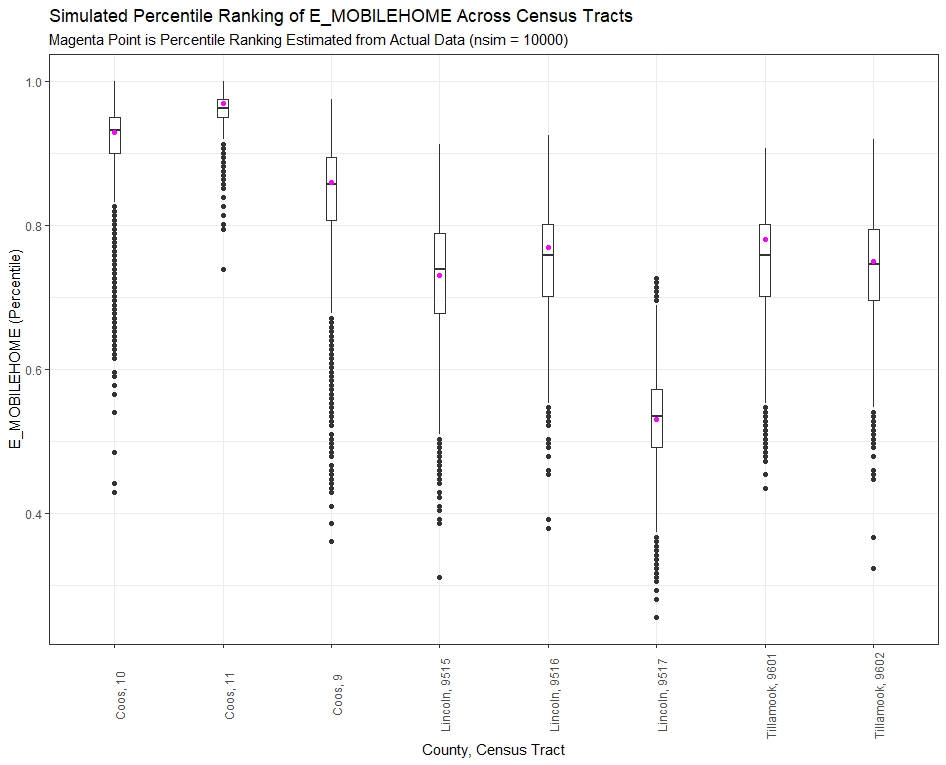 Simulated Percentile Ranking of E_MOBILEHOME Across Census Tracts
Magenta Point is Percentile Ranking Estimated from Actual Data (nsim = 10000)
E_MOBILEHOME (Percentile)
1.0
0.8
0.6
0.4
Coos, 10
Coos, 11
Coos, 9
Lincoln, 9515
Lincoln, 9516
Lincoln, 9517
Tillamook, 9601
Tillamook, 9602
County, Census Tract